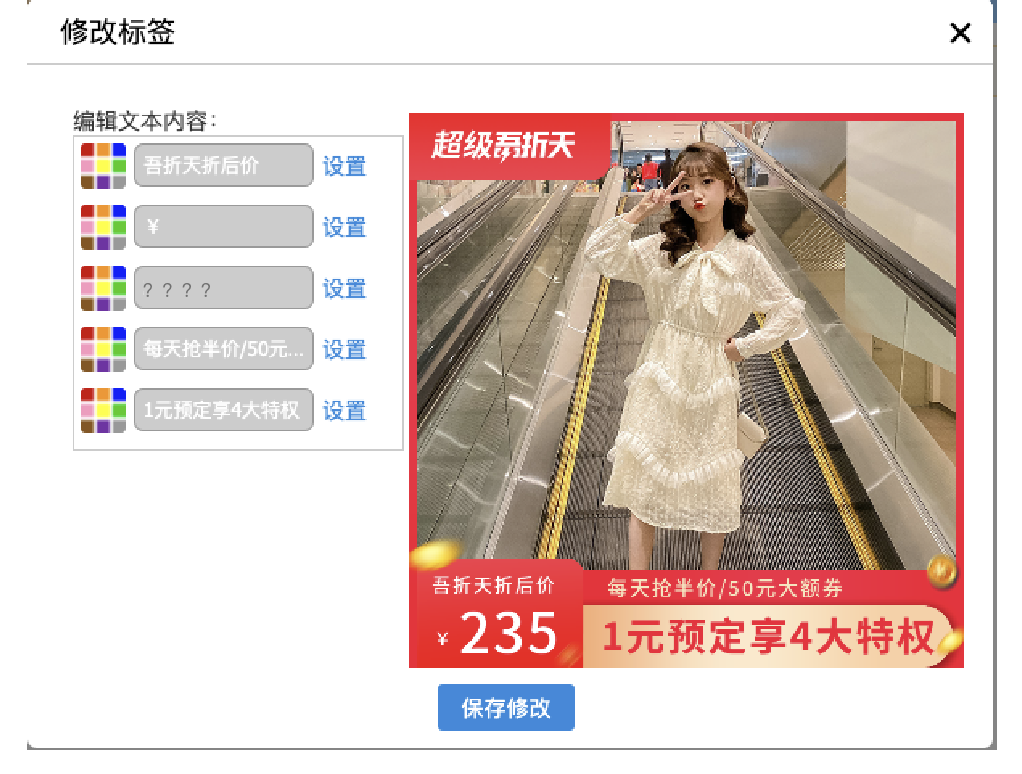 修改标签
编辑文本内容：
吾折天折后价 设置
￥ 设置
？？？？ 设置
每天抢半价/50元... 设置
1元预定享4大特权 设置
超级吾折天
吾折天折后价
￥235
每天抢半价/50元大额券
1元预定享4大特权
保存修改